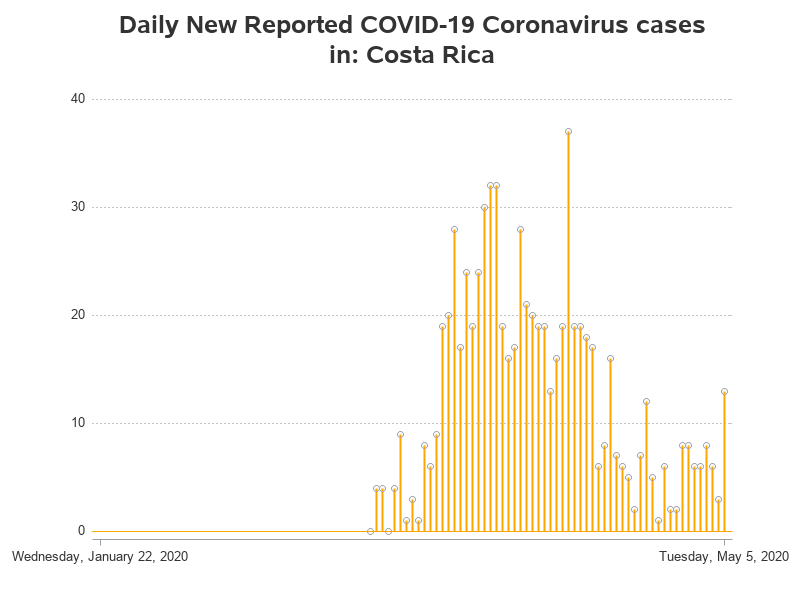 Daily New Reported COVID-19 Coronavirus cases
in: Costa Rica
40
30
20
10
0
Wednesday, January 22, 2020
Tuesday, May 5, 2020